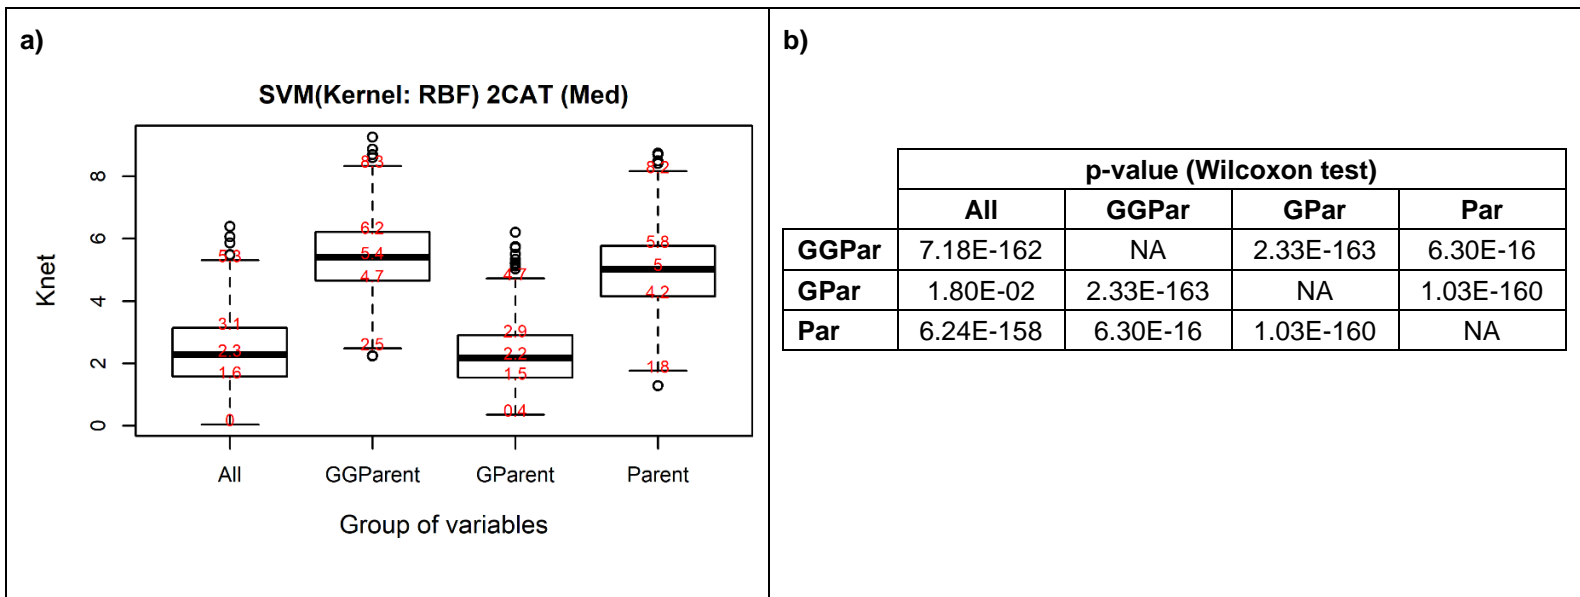 a)
SVM(Kernel: RBF) 2CAT (Med)
Knet
8
6
4
2
0
5.3
3.1
2.3
1.6
0
8.3
6.2
5.4
4.7
2.5
4.7
2.9
2.2
1.5
0.4
8.2
5.8
5
4.2
1.8
All GGParent GParent Parent
Group of variables
b)
p-value (Wilcoxon test)
All GGPar GPar Par
GGPar 7.18E-162 NA 2.33E-163 6.30E-16
GPar 1.80E-02 2.33E-163 NA 1.03E-160
Par 6.24E-158 6.30E-16 1.03E-160 NA